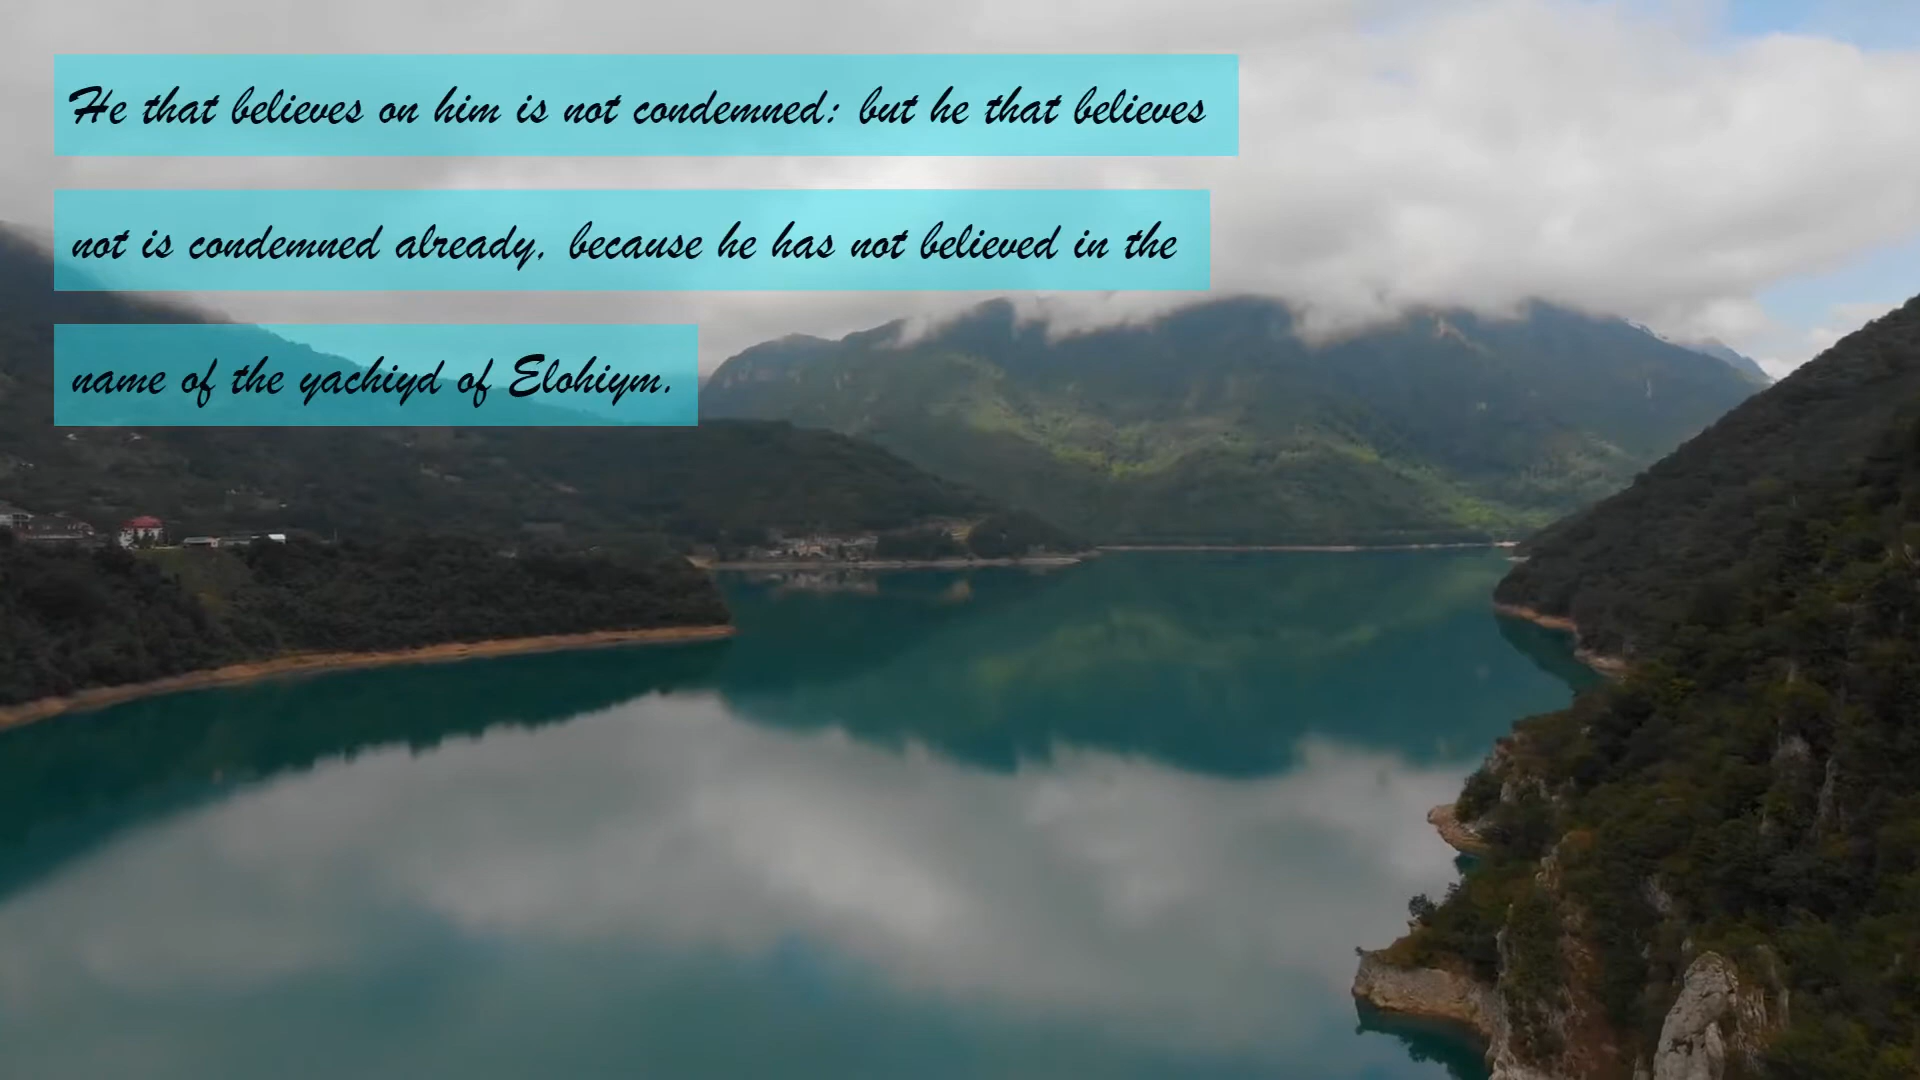 He that believes on him is not condemned: but he that believes
not is condemned already, because he has not believed in the
name of the yachiyd of Elohiym.